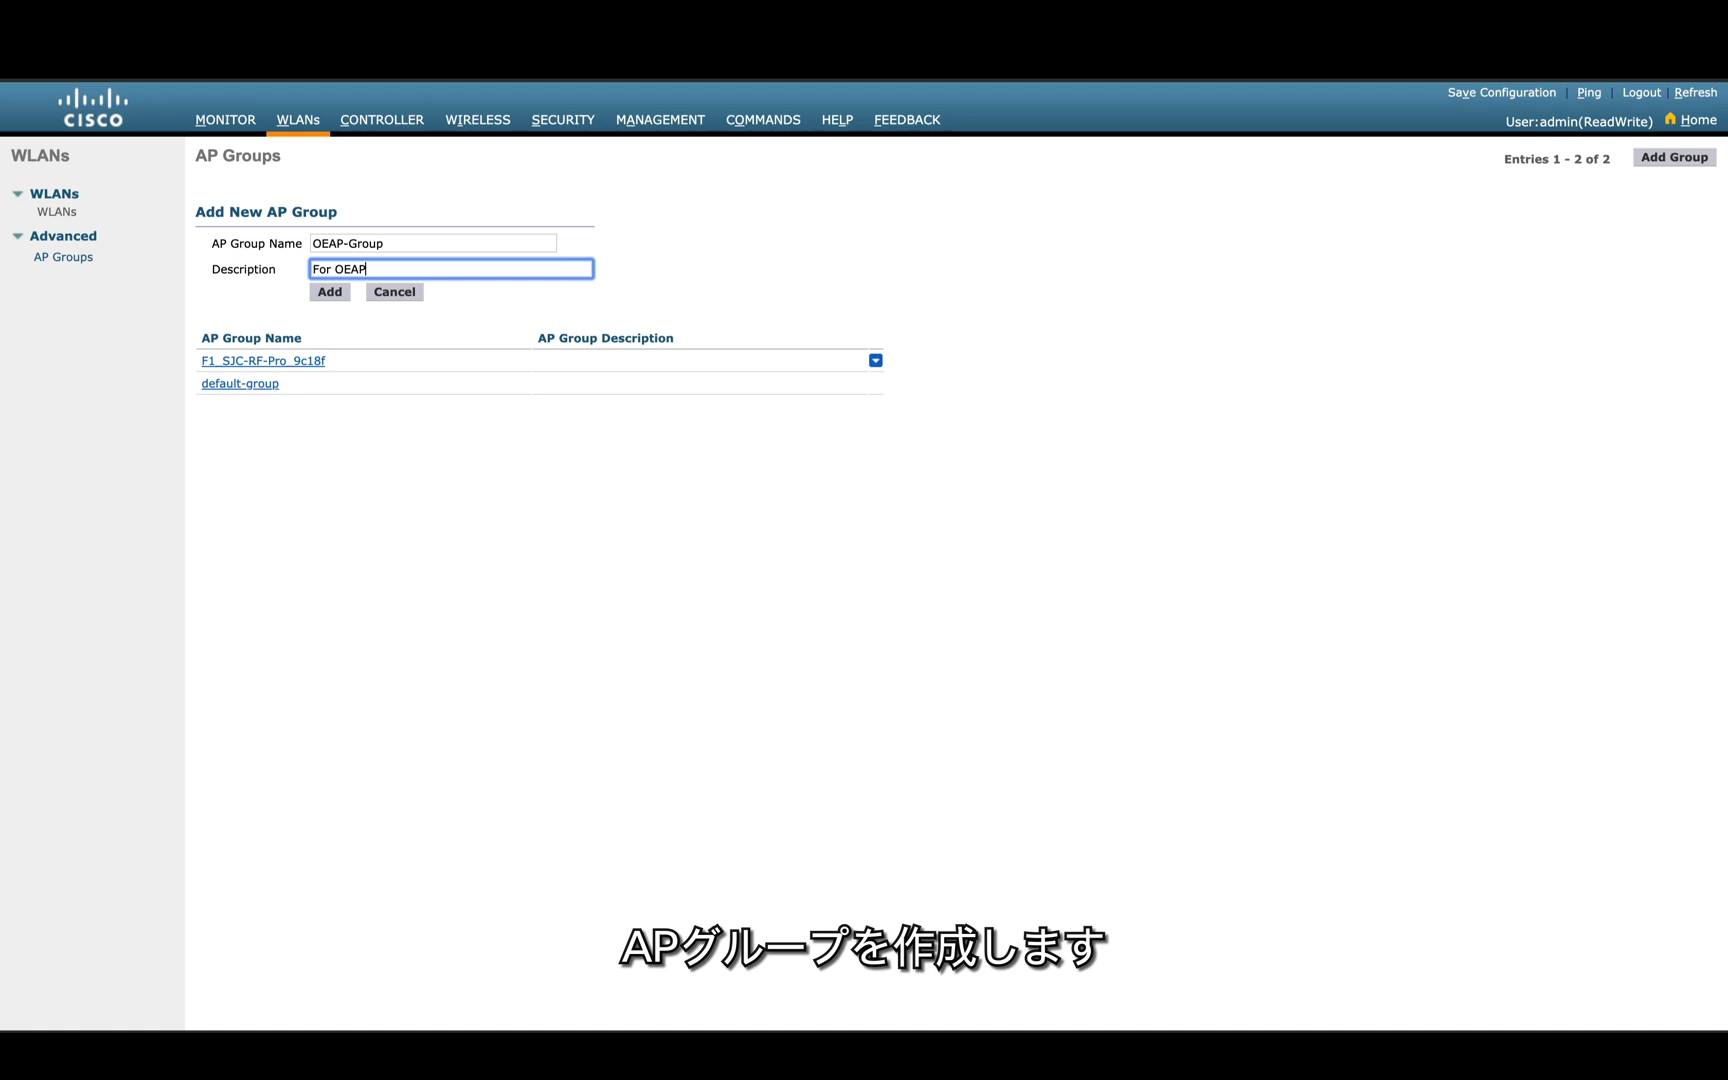 CISCO
Save Configuration | Ping | Logout | Refresh
MONITOR WLANs CONTROLLER WIRELESS SECURITY MANAGEMENT COMMANDS HELP FEEDBACK
User:admin(ReadWrite) Home
WLANs
WLANs
WLANs
Advanced
AP Groups
AP Groups
Entries 1 - 2 of 2
Add Group
Add New AP Group
AP Group Name OEAP-Group
Description For OEAP
Add Cancel
AP Group Name AP Group Description
F1_SJC-RF-Pro_9c18f
default-group
APグループを作成します